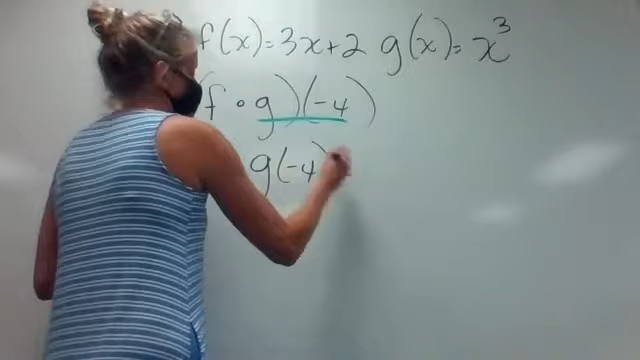 f(x)=3x+2 g(x)=x³
(f∘g)(-4)
g(-4)